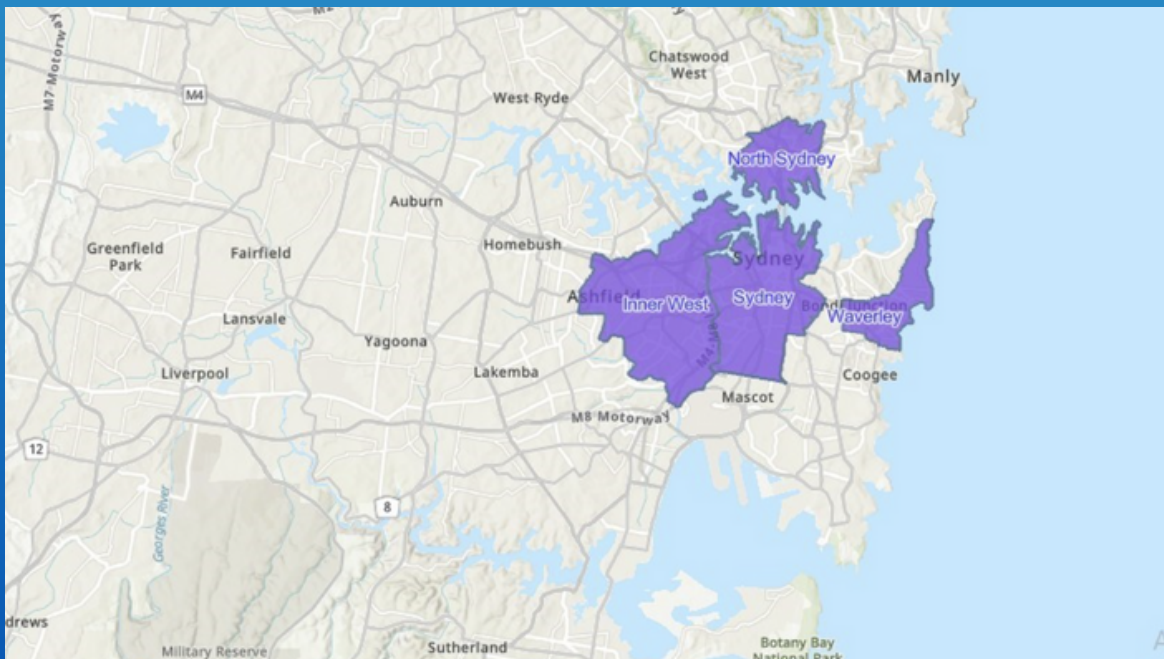 M2
M7 Motorway
M4
Chatswood
West
Manly
West Ryde
North Sydney
Auburn
Homebush
Greenfield
Park
Fairfield
Sydney
Ashfield
Inner West
Sydney
Bondi Junction
Waverley
Lansvale
Yagoona
Lakemba
Liverpool
Coogee
Mascot
M8 Motorway
12
8
Georges River
drews
Military Reserve
Sutherland
Botany Bay
National Park